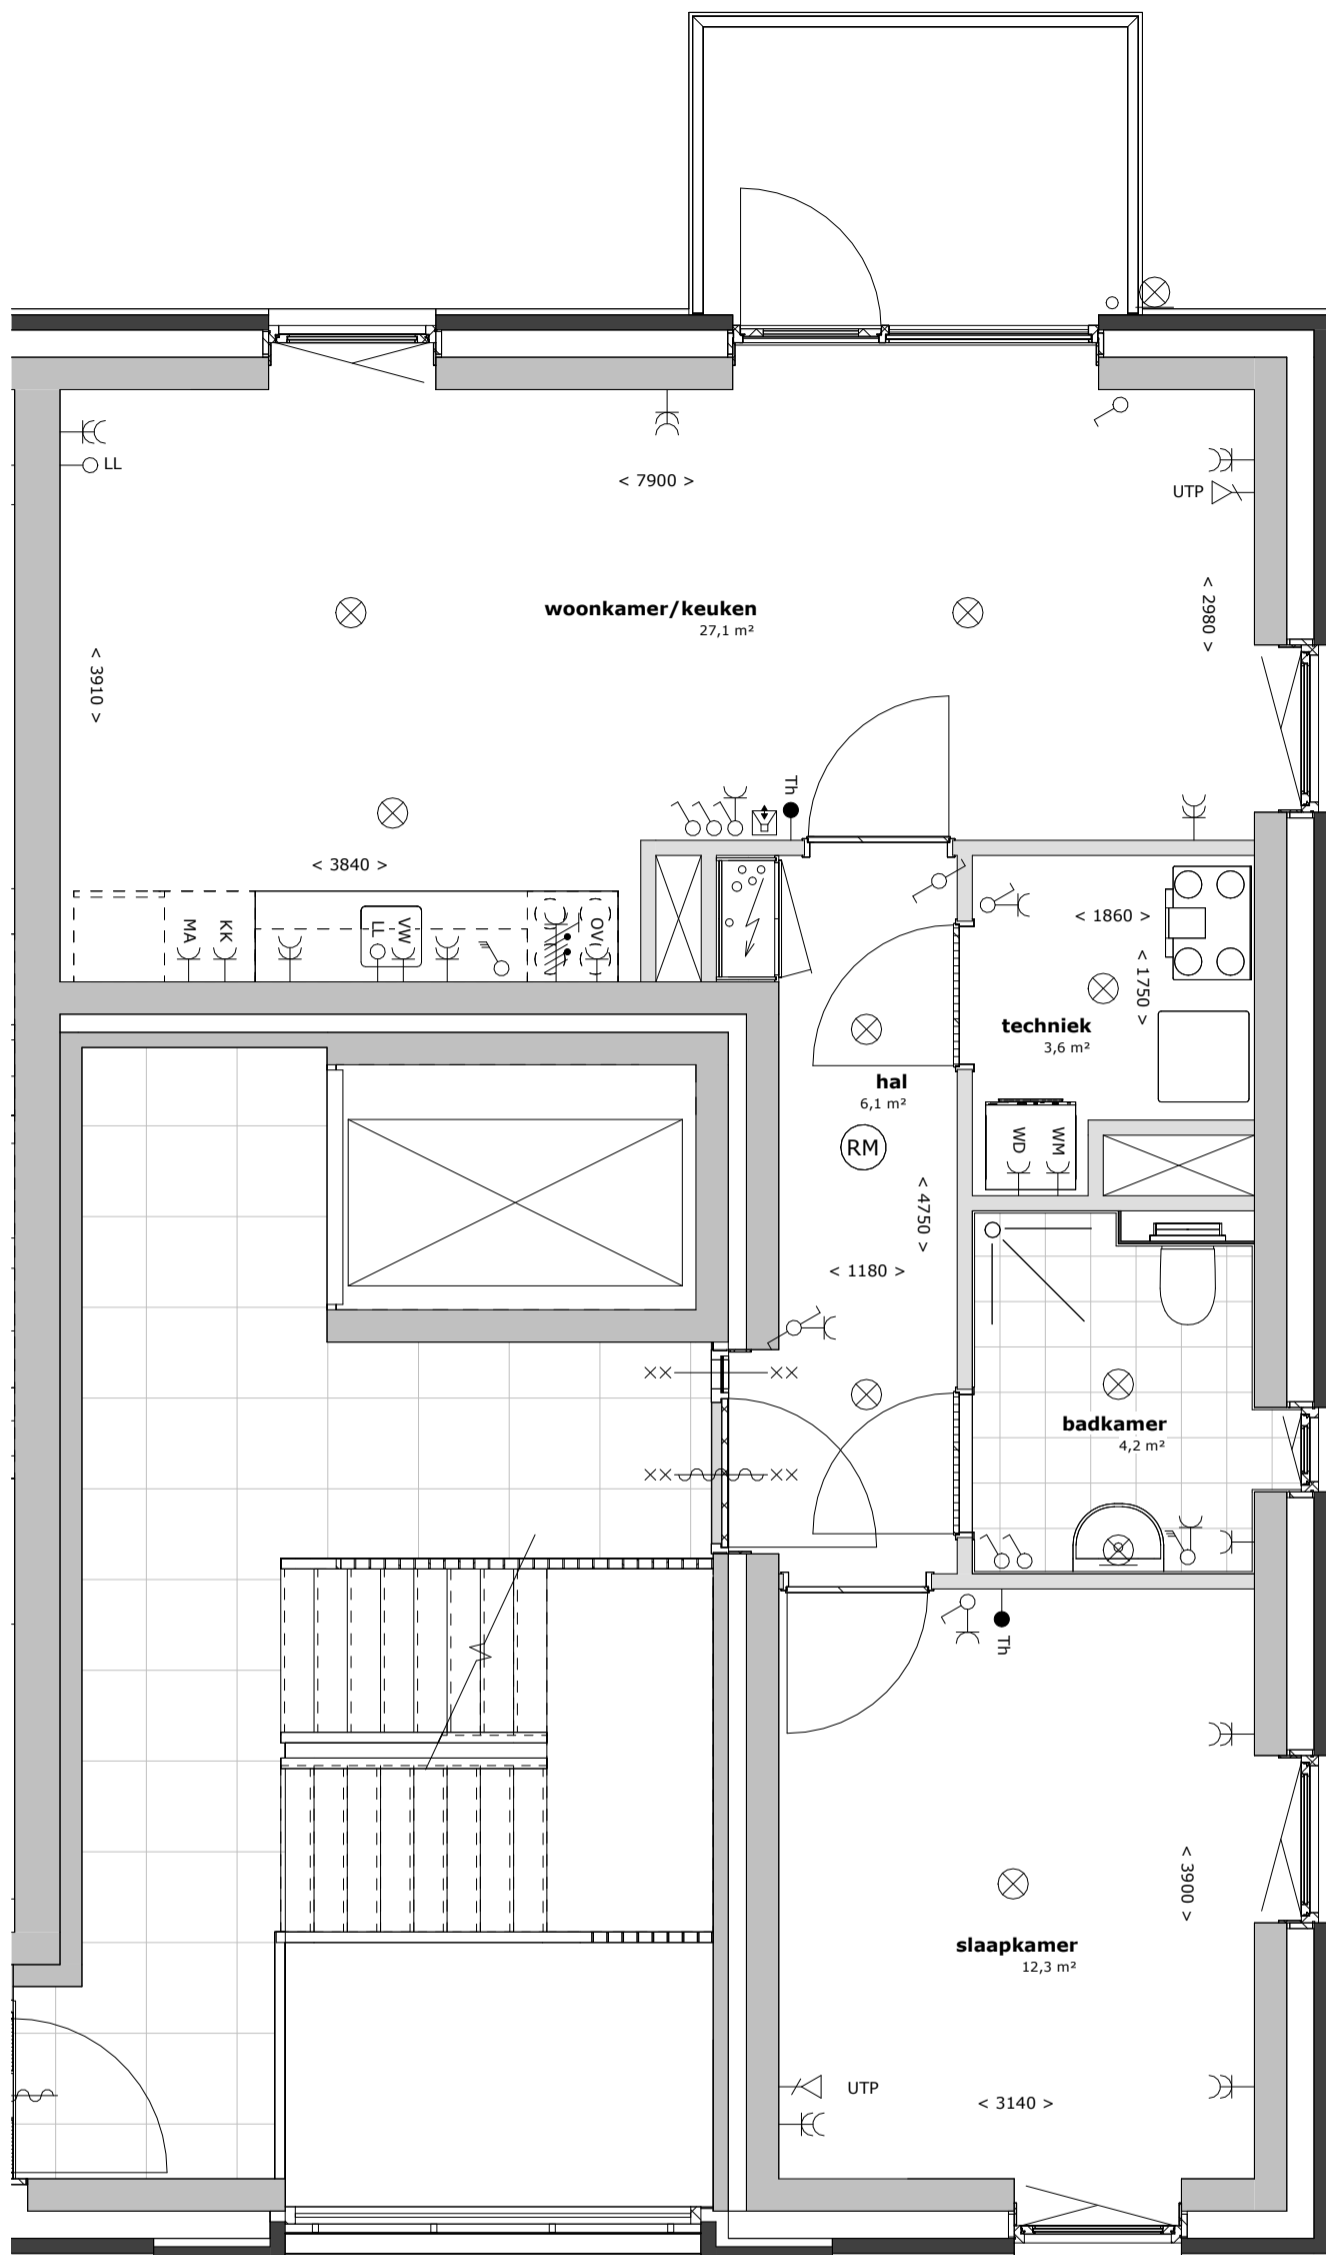 LL
< 7900 >
UTP
woonkamer/keuken
27,1 m²
< 2980 >
< 3910 >
Th
< 3840 >
MA
KK
LL
VW
OV
< 1860 >
< 1750 >
techniek
3,6 m²
hal
6,1 m²
RM
WD
WM
< 4750 >
< 1180 >
××
××
badkamer
4,2 m²
××
××
Th
< 3900 >
slaapkamer
12,3 m²
UTP
< 3140 >